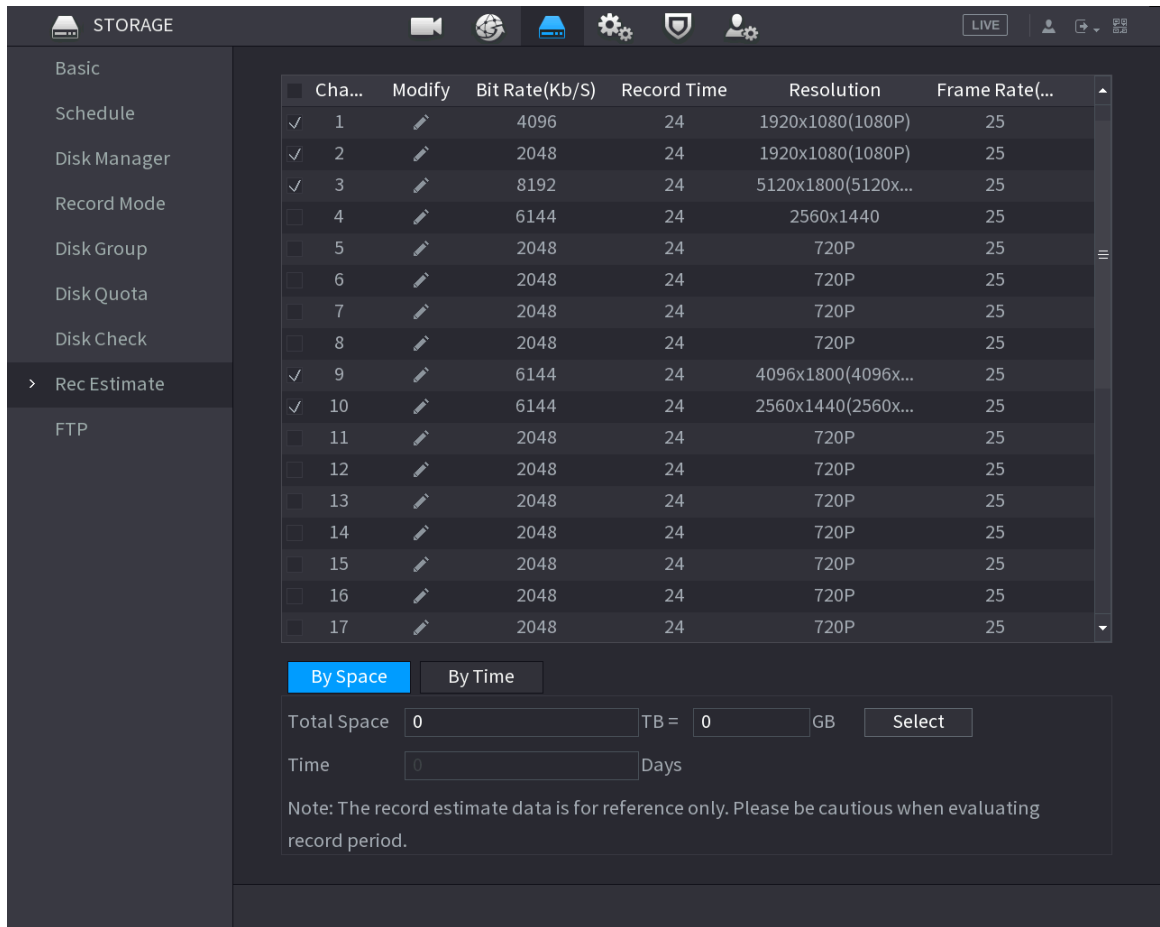 STORAGE LIVE
Basic
Schedule
Disk Manager
Record Mode
Disk Group
Disk Quota
Disk Check
Rec Estimate
FTP
Cha... Modify Bit Rate(Kb/S) Record Time Resolution Frame Rate(...
1 4096 24 1920x1080(1080P) 25
2 2048 24 1920x1080(1080P) 25
3 8192 24 5120x1800(5120x... 25
4 6144 24 2560x1440 25
5 2048 24 720P 25
6 2048 24 720P 25
7 2048 24 720P 25
8 2048 24 720P 25
9 6144 24 4096x1800(4096x... 25
10 6144 24 2560x1440(2560x... 25
11 2048 24 720P 25
12 2048 24 720P 25
13 2048 24 720P 25
14 2048 24 720P 25
15 2048 24 720P 25
16 2048 24 720P 25
17 2048 24 720P 25
By Space By Time
Total Space 0 TB = 0 GB Select
Time 0 Days
Note: The record estimate data is for reference only. Please be cautious when evaluating
record period.